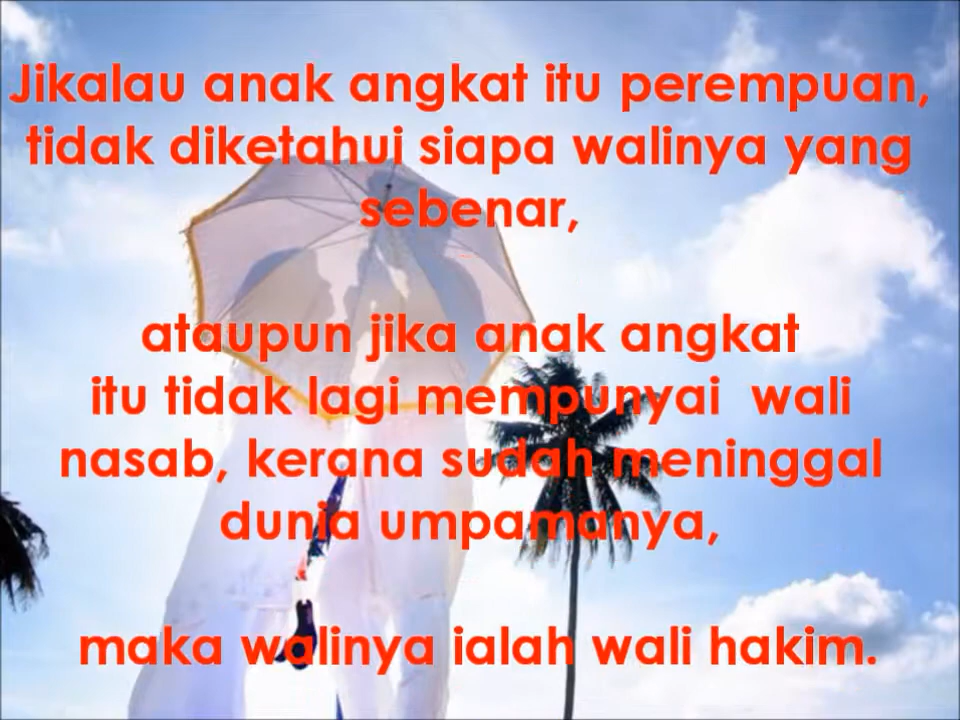 Jikalau anak angkat itu perempuan,
tidak diketahui siapa walinya yang
sebenar,
ataupun jika anak angkat
itu tidak lagi mempunyai wali
nasab, kerana sudah meninggal
dunia umpamanya,
maka walinya ialah wali hakim.